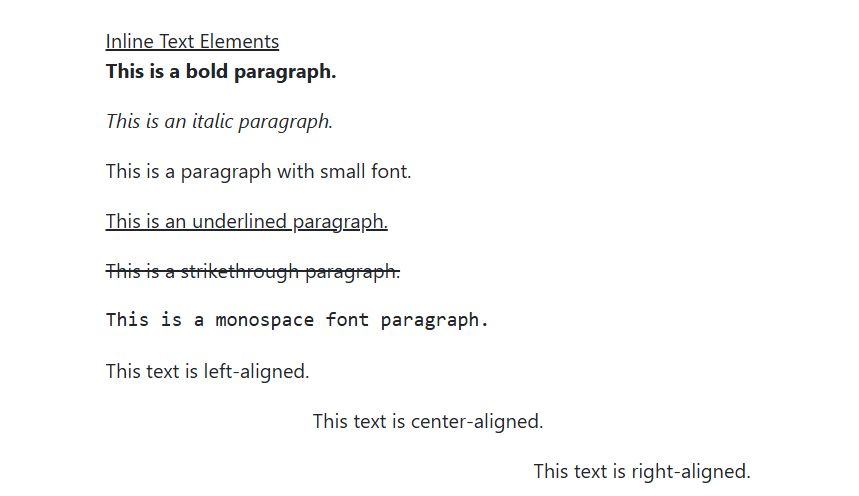 Inline Text Elements
This is a bold paragraph.
This is an italic paragraph.
This is a paragraph with small font.
This is an underlined paragraph.
This is a strikethrough paragraph.
This is a monospace font paragraph.
This text is left-aligned.
This text is center-aligned.
This text is right-aligned.